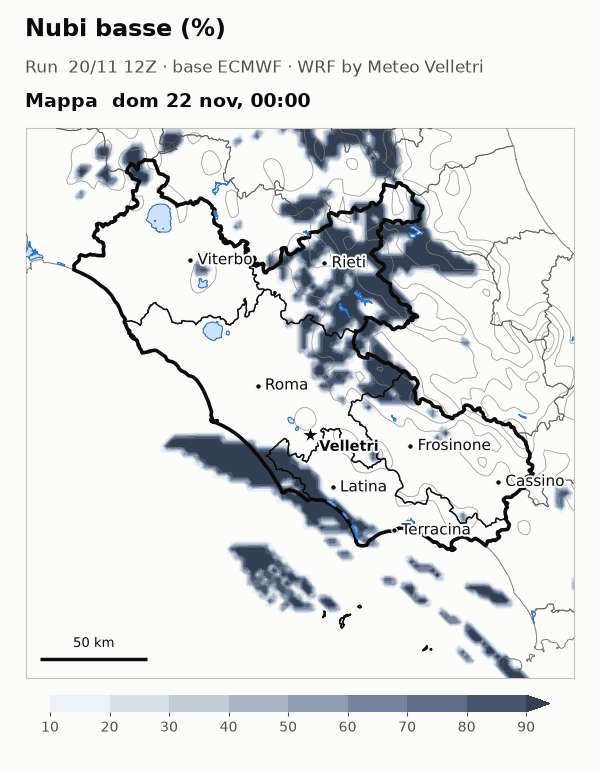 Nubi basse (%)
Run  20/11 12Z · base ECMWF · WRF by Meteo Velletri
Mappa  dom 22 nov, 00:00
Viterbo
Rieti
Roma
Velletri
Frosinone
Latina
Cassino
Terracina
50 km
10 20 30 40 50 60 70 80 90